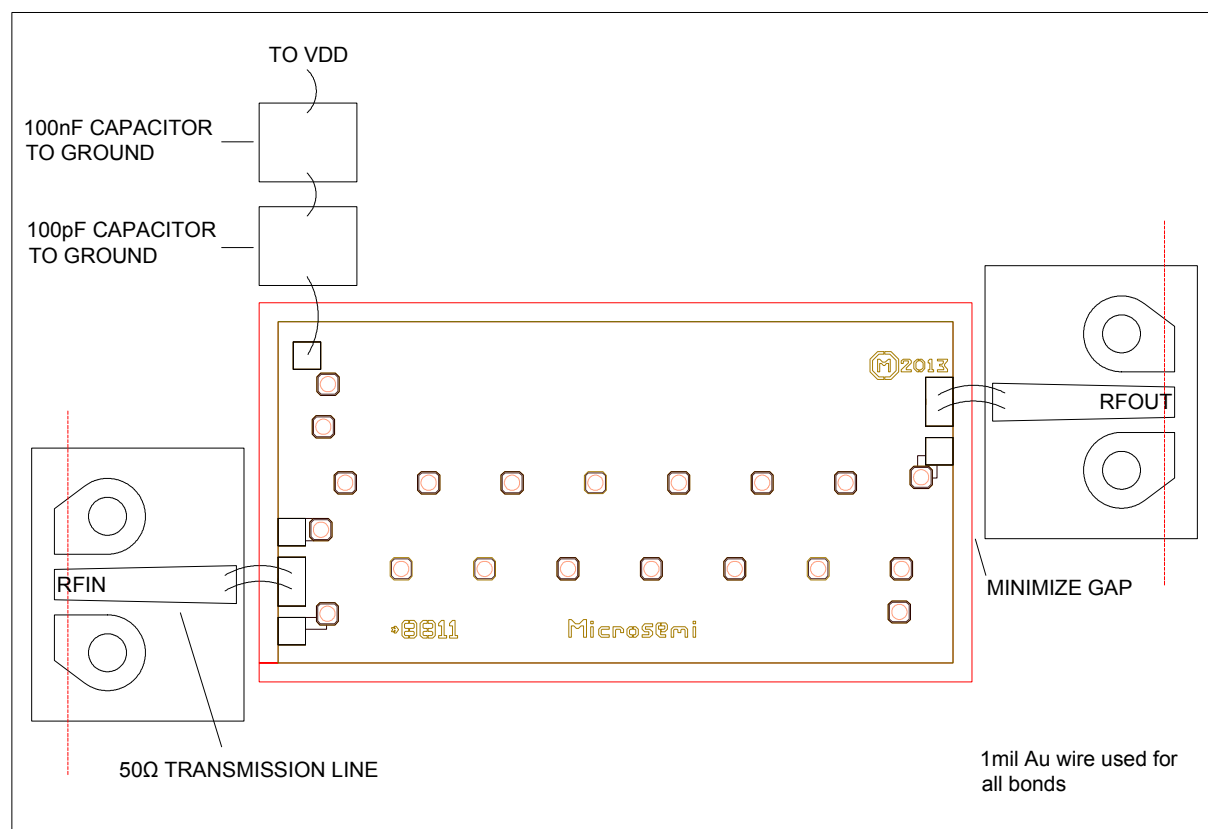 TO VDD
100nF CAPACITOR
TO GROUND
100pF CAPACITOR
TO GROUND
M 2013
RFOUT
RFIN
MINIMIZE GAP
8811
Microsemi
50Ω TRANSMISSION LINE
1mil Au wire used for
all bonds